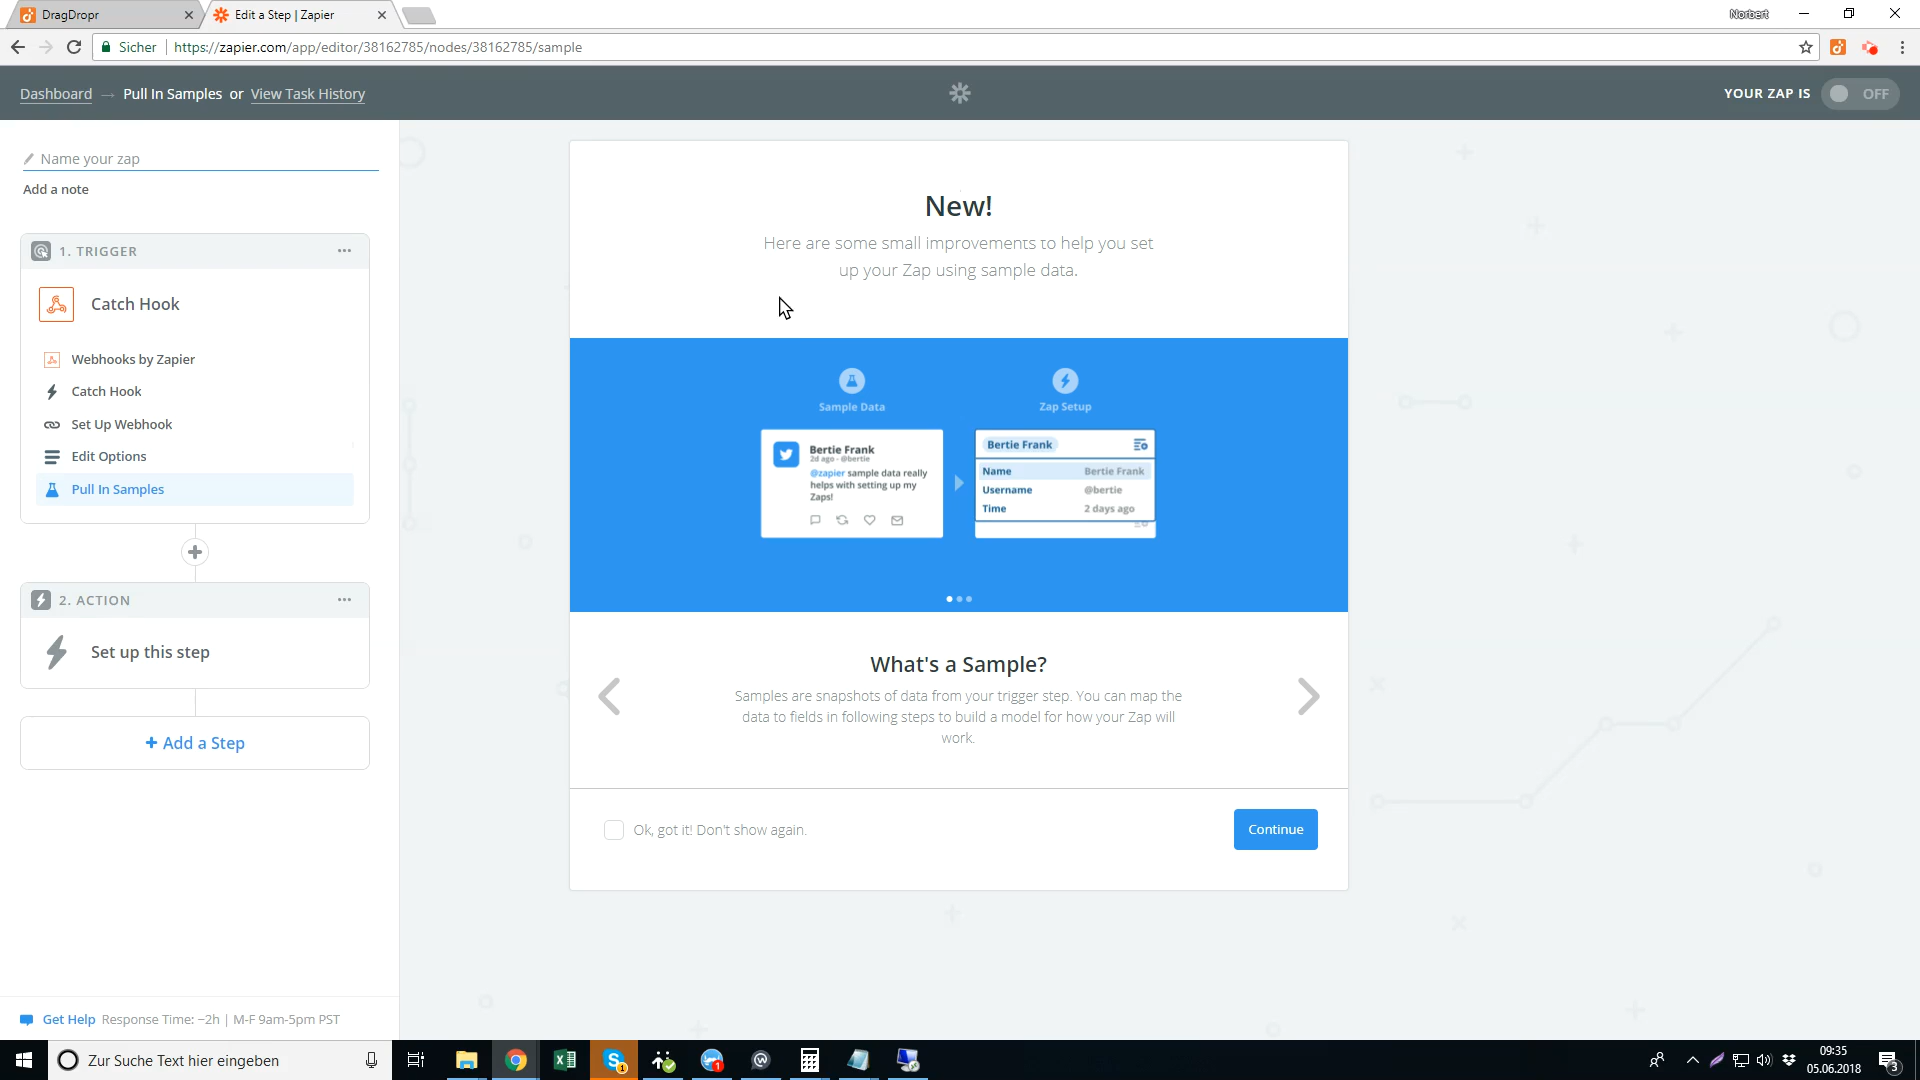 DragDropr
Edit a Step | Zapier
Norbert
Sicher
https://zapier.com/app/editor/38162785/nodes/38162785/sample
Dashboard → Pull In Samples or View Task History
YOUR ZAP IS
OFF
Name your zap
Add a note
1. TRIGGER
Catch Hook
Webhooks by Zapier
Catch Hook
Set Up Webhook
Edit Options
Pull In Samples
2. ACTION
Set up this step
+ Add a Step
Get Help Response Time: ~2h | M-F 9am-5pm PST
New!
Here are some small improvements to help you set
up your Zap using sample data.
Sample Data
Zap Setup
Bertie Frank
2d ago - @bertie
@zapier sample data really
helps with setting up my
Zaps!
Bertie Frank
Name Bertie Frank
Username @bertie
Time 2 days ago
What's a Sample?
Samples are snapshots of data from your trigger step. You can map the
data to fields in following steps to build a model for how your Zap will
work.
Ok, got it! Don't show again.
Continue
Zur Suche Text hier eingeben
09:35
05.06.2018
3